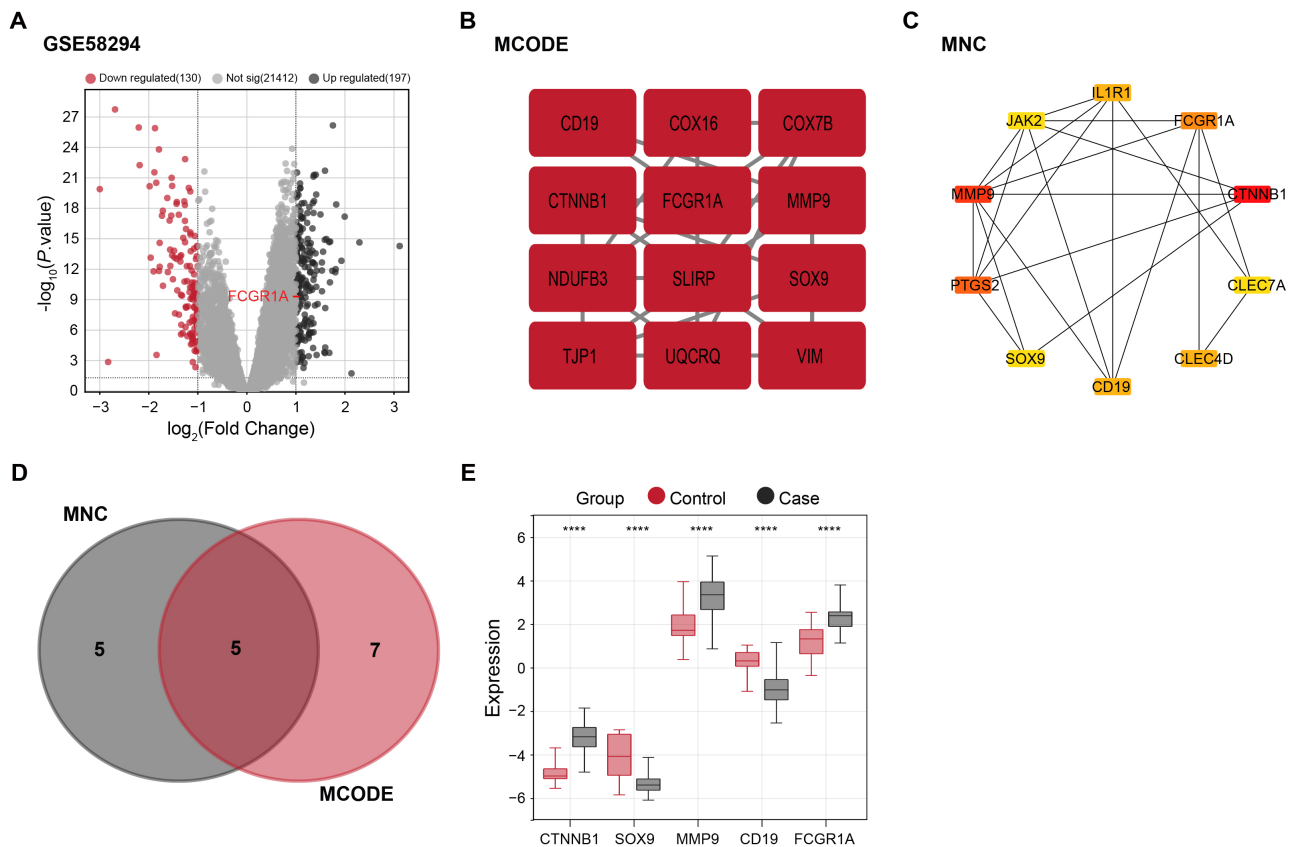 A
GSE58294
Down regulated(130) Not sig(21412) Up regulated(197)
-log10(P.value)
27
24
21
18
15
12
9
6
3
0
FCGR1A
−3 −2 −1 0 1 2 3
log2(Fold Change)
B
MCODE
CD19 COX16 COX7B
CTNNB1 FCGR1A MMP9
NDUFB3 SLIRP SOX9
TJP1 UQCRQ VIM
C
MNC
IL1R1
JAK2 FCGR1A
MMP9 CTNNB1
PTGS2 CLEC7A
SOX9 CLEC4D
CD19
D
MNC
5 5 7
MCODE
E
Group Control Case
**** **** **** **** ****
Expression
6
4
2
0
−2
−4
−6
CTNNB1 SOX9 MMP9 CD19 FCGR1A